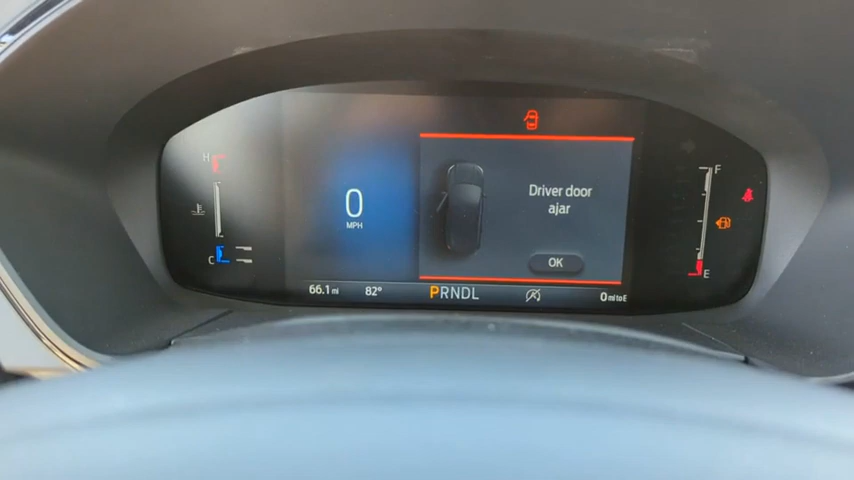 H
C
0
MPH
Driver door
ajar
OK
F
E
66.1 mi
82°
PRNDL
0 mi to E